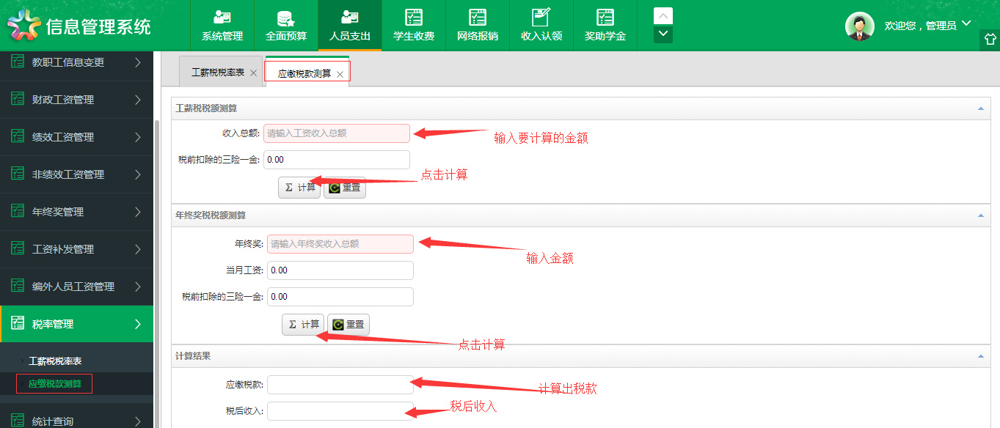 信息管理系统
系统管理
全面预算
人员支出
学生收费
网络报销
收入认领
奖助学金
欢迎您，管理员
教职工信息变更
财政工资管理
绩效工资管理
非绩效工资管理
年终奖管理
工资补发管理
编外人员工资管理
税率管理
工薪税税率表
应缴税款测算
统计查询
工薪税税率表
应缴税款测算
工薪税税额测算
收入总额: 请输入工资收入总额
输入要计算的金额
税前扣除的三险一金: 0.00
点击计算
Σ 计算 重置
年终奖税税额测算
年终奖: 请输入年终奖收入总额
输入金额
当月工资: 0.00
税前扣除的三险一金: 0.00
Σ 计算 重置
点击计算
计算结果
应缴税款:
计算出税款
税后收入:
税后收入